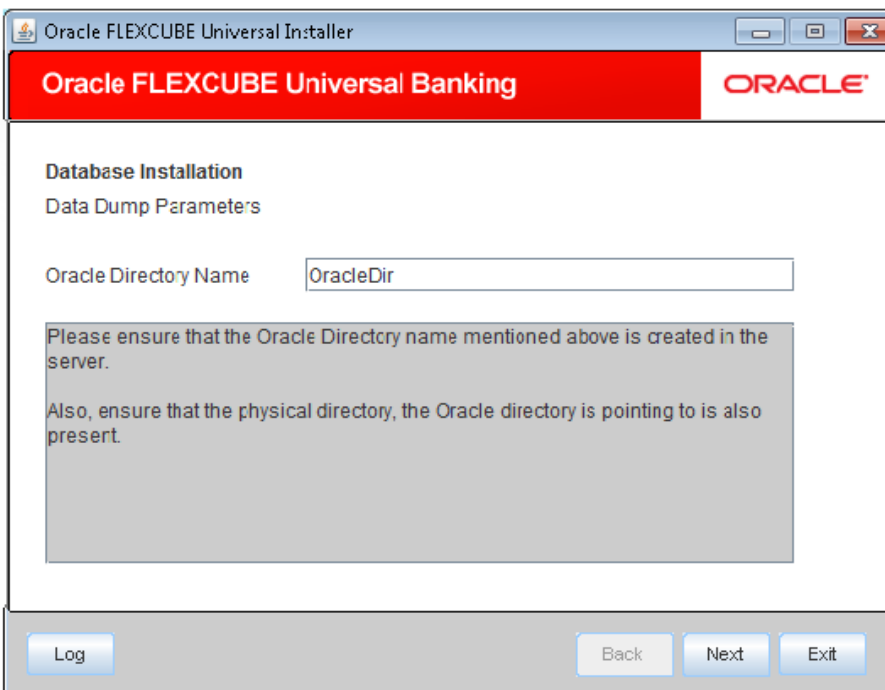 Oracle FLEXCUBE Universal Installer
Oracle FLEXCUBE Universal Banking
ORACLE
Database Installation
Data Dump Parameters
Oracle Directory Name
OracleDir
Please ensure that the Oracle Directory name mentioned above is created in the
server.
Also, ensure that the physical directory, the Oracle directory is pointing to is also
present.
Log
Back
Next
Exit